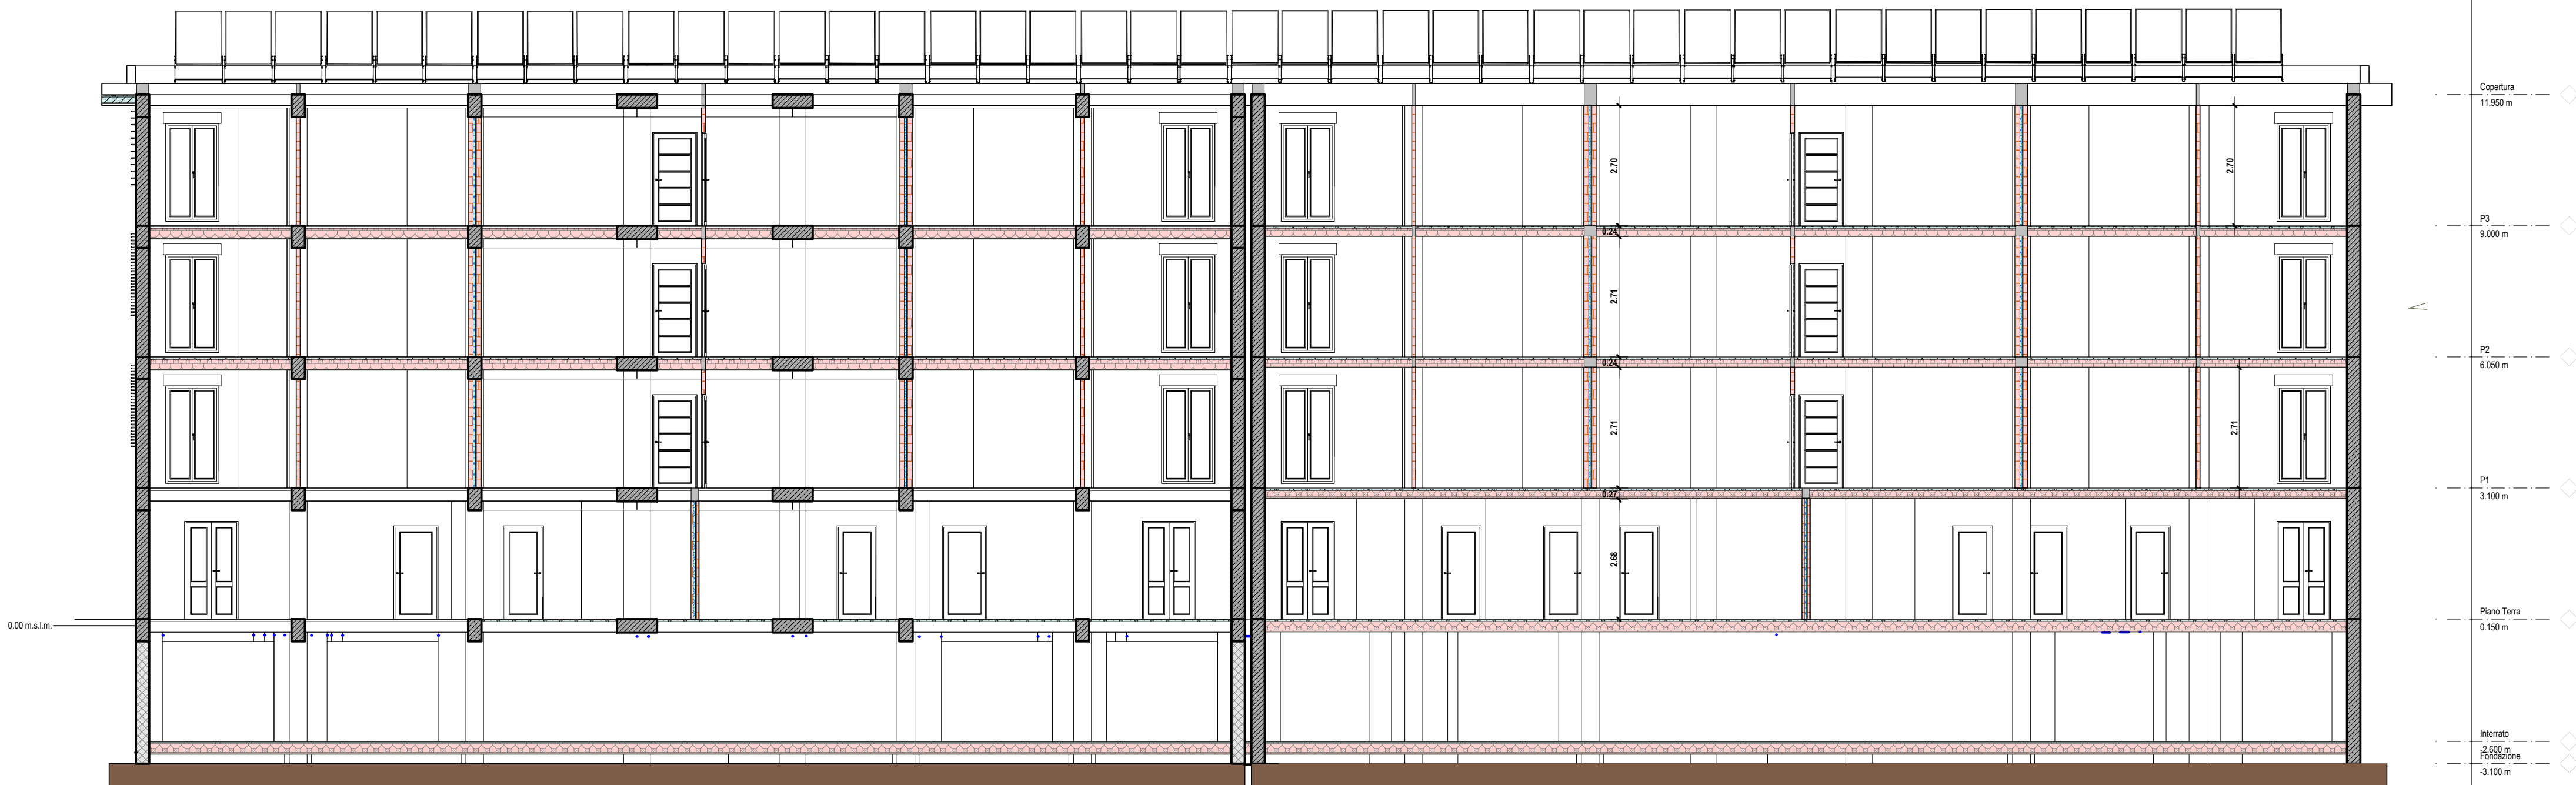 Copertura
11.950 m
2.70
2.70
P3
9.000 m
0.24
2.71
P2
6.050 m
0.24
2.71
2.71
P1
3.100 m
0.27
2.68
Piano Terra
0.150 m
0.00 m.s.l.m.
Interrato
-2.600 m
Fondazione
-3.100 m